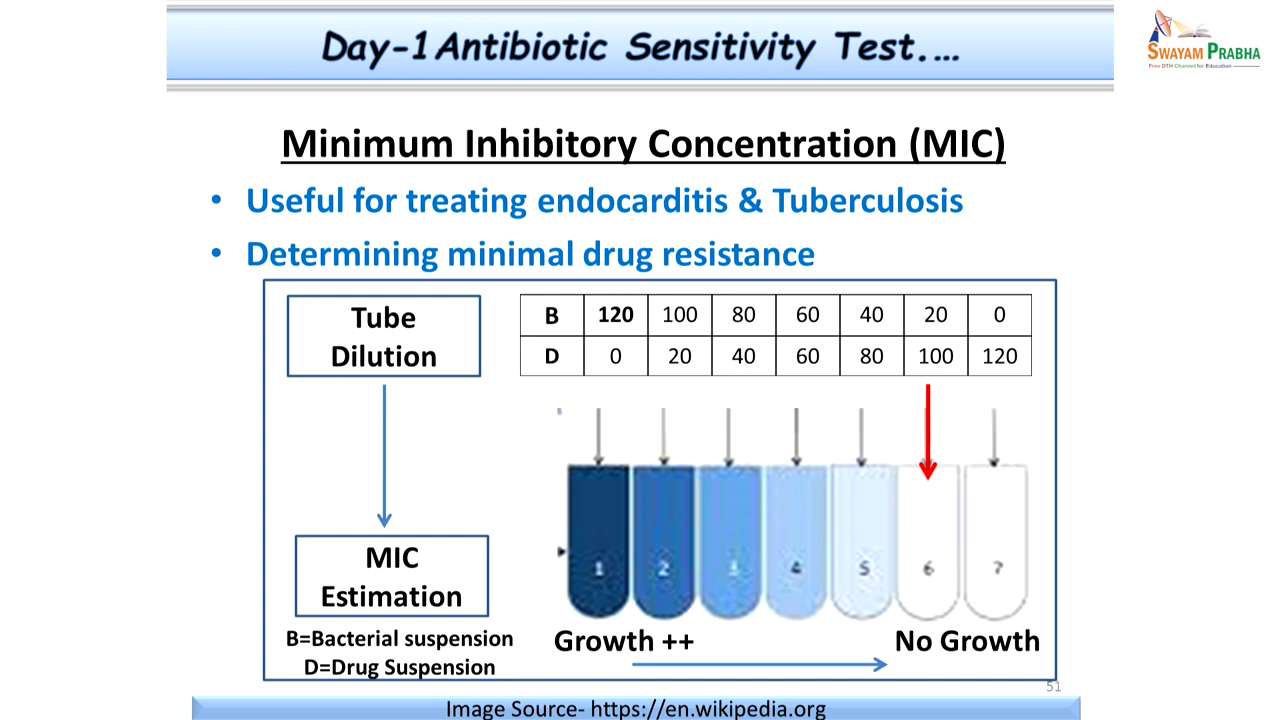 Day-1 Antibiotic Sensitivity Test....
SWAYAM PRABHA
Free DTH Channel for Education
Minimum Inhibitory Concentration (MIC)
• Useful for treating endocarditis & Tuberculosis
• Determining minimal drug resistance
Tube
Dilution
B 120 100 80 60 40 20 0
D 0 20 40 60 80 100 120
1 2 3 4 5 6 7
MIC
Estimation
B=Bacterial suspension
D=Drug Suspension
Growth ++
No Growth
51
Image Source- https://en.wikipedia.org